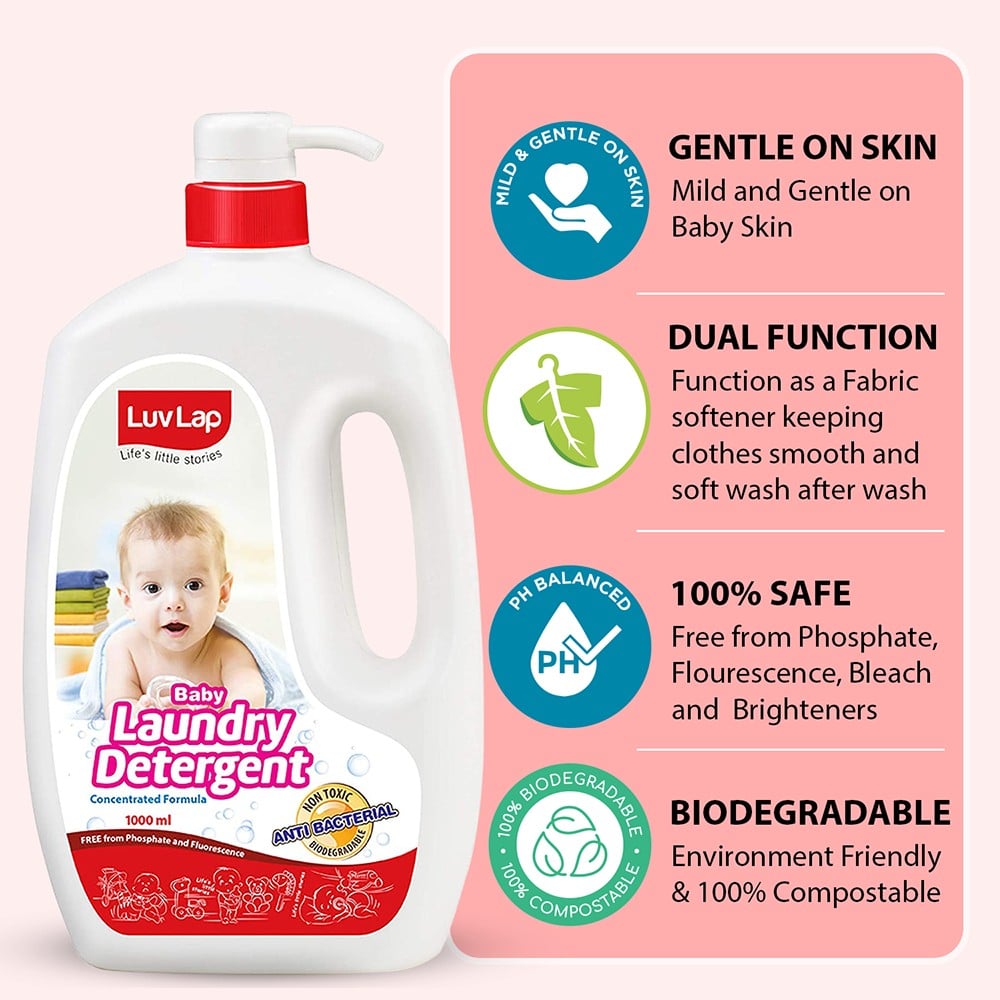 LuvLap
Life's little stories
Baby
Laundry
Detergent
Concentrated Formula
1000 ml
NON TOXIC
ANTI BACTERIAL
BIODEGRADABLE
FREE from Phosphate and Fluorescence
Life's
little
stories
MILD & GENTLE ON SKIN
GENTLE ON SKIN
Mild and Gentle on
Baby Skin
DUAL FUNCTION
Function as a Fabric
softener keeping
clothes smooth and
soft wash after wash
PH BALANCED
PH
100% SAFE
Free from Phosphate,
Flourescence, Bleach
and Brighteners
100% BIODEGRADABLE
100% COMPOSTABLE
BIODEGRADABLE
Environment Friendly
& 100% Compostable